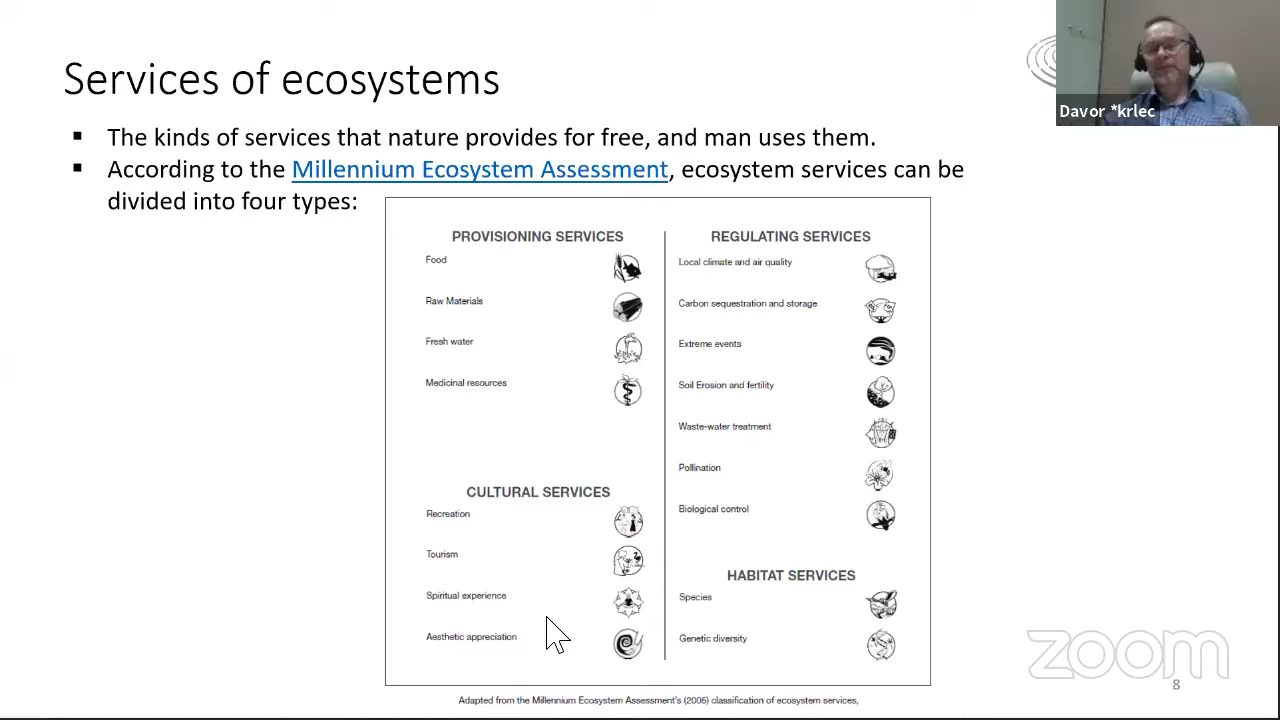 Services of ecosystems
Davor *krlec
▪ The kinds of services that nature provides for free, and man uses them.
▪ According to the Millennium Ecosystem Assessment, ecosystem services can be
divided into four types:
PROVISIONING SERVICES
Food
Raw Materials
Fresh water
Medicinal resources
CULTURAL SERVICES
Recreation
Tourism
Spiritual experience
Aesthetic appreciation
REGULATING SERVICES
Local climate and air quality
Carbon sequestration and storage
Extreme events
Soil Erosion and fertility
Waste-water treatment
Pollination
Biological control
HABITAT SERVICES
Species
Genetic diversity
Adapted from the Millennium Ecosystem Assessment's (2005) classification of ecosystem services,
zoom
8